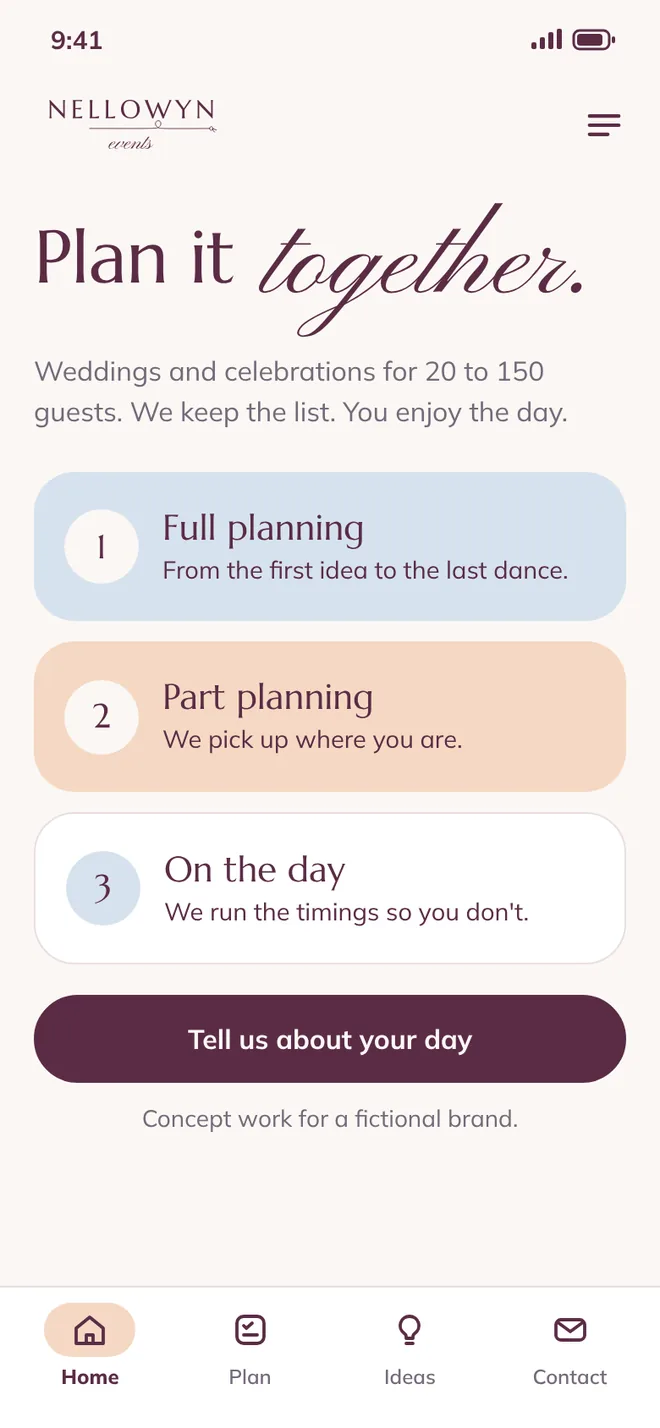 9:41
NELLOWYN
events
Plan it together.
Weddings and celebrations for 20 to 150
guests. We keep the list. You enjoy the day.
1
Full planning
From the first idea to the last dance.
2
Part planning
We pick up where you are.
3
On the day
We run the timings so you don't.
Tell us about your day
Concept work for a fictional brand.
Home
Plan
Ideas
Contact